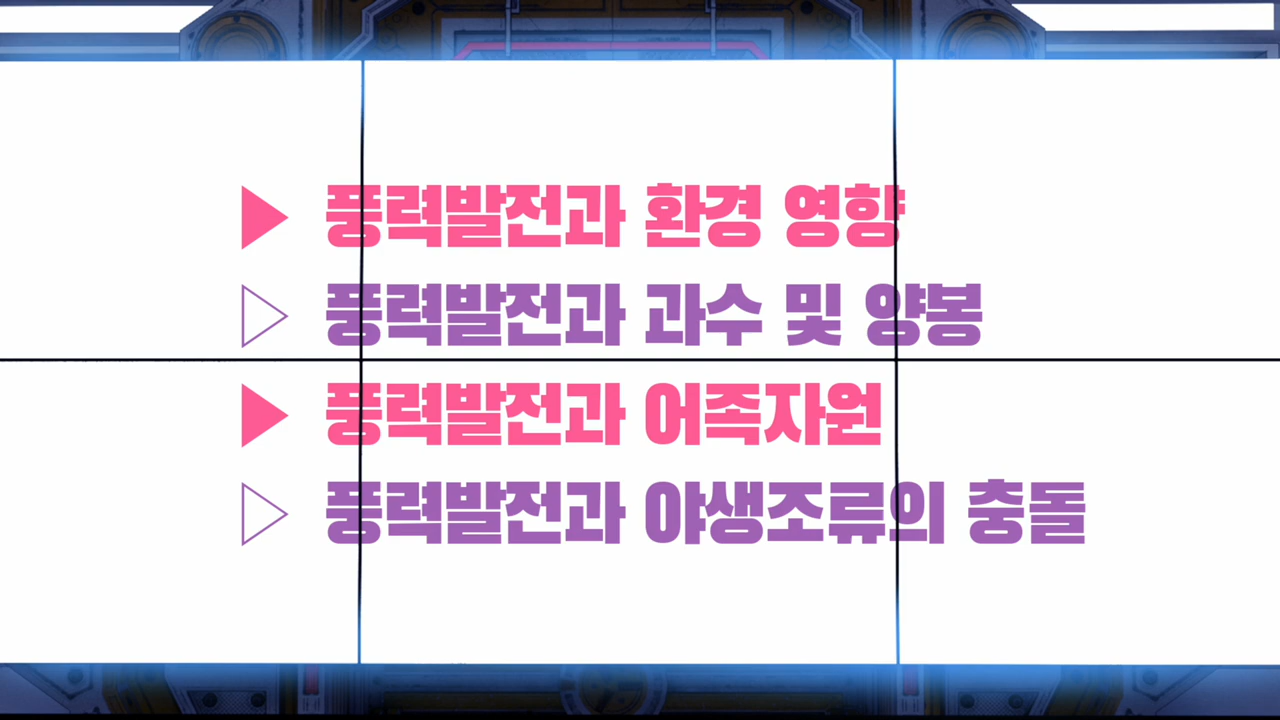 ▶ 풍력발전과 환경 영향
▷ 풍력발전과 과수 및 양봉
▶ 풍력발전과 어족자원
▷ 풍력발전과 야생조류의 충돌